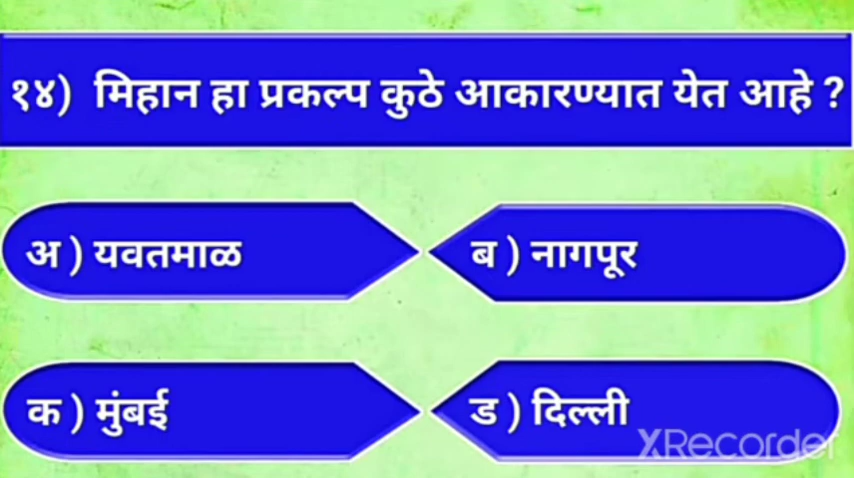 १४) मिहान हा प्रकल्प कुठे आकारण्यात येत आहे ?
अ ) यवतमाळ
ब ) नागपूर
क ) मुंबई
ड ) दिल्ली
XRecorder